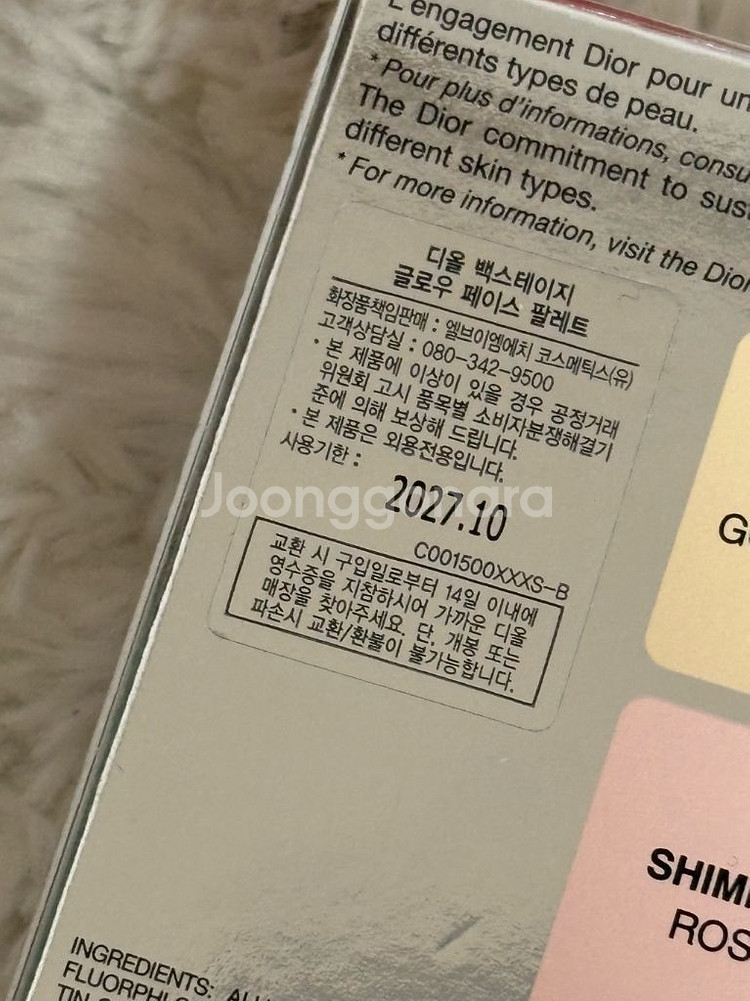 L'engagement Dior pour un
différents types de peau.
*Pour plus d'informations, consu
The Dior commitment to sus
different skin types.
*For more information, visit the Dior
디올 백스테이지
글로우 페이스 팔레트
화장품책임판매 : 엘브이엠에치 코스메틱스(유)
고객상담실 : 080-342-9500
· 본 제품에 이상이 있을 경우 공정거래
위원회 고시 품목별 소비자분쟁해결기
준에 의해 보상해 드립니다.
· 본 제품은 외용전용입니다.
사용기한 :
2027.10
C001500XXXS-B
교환 시 구입일로부터 14일 이내에
영수증을 지참하시어 가까운 디올
매장을 찾아주세요. 단, 개봉 또는
파손시 교환/환불이 불가능합니다.
Joonggonara
G
SHIM
ROS
INGREDIENTS: